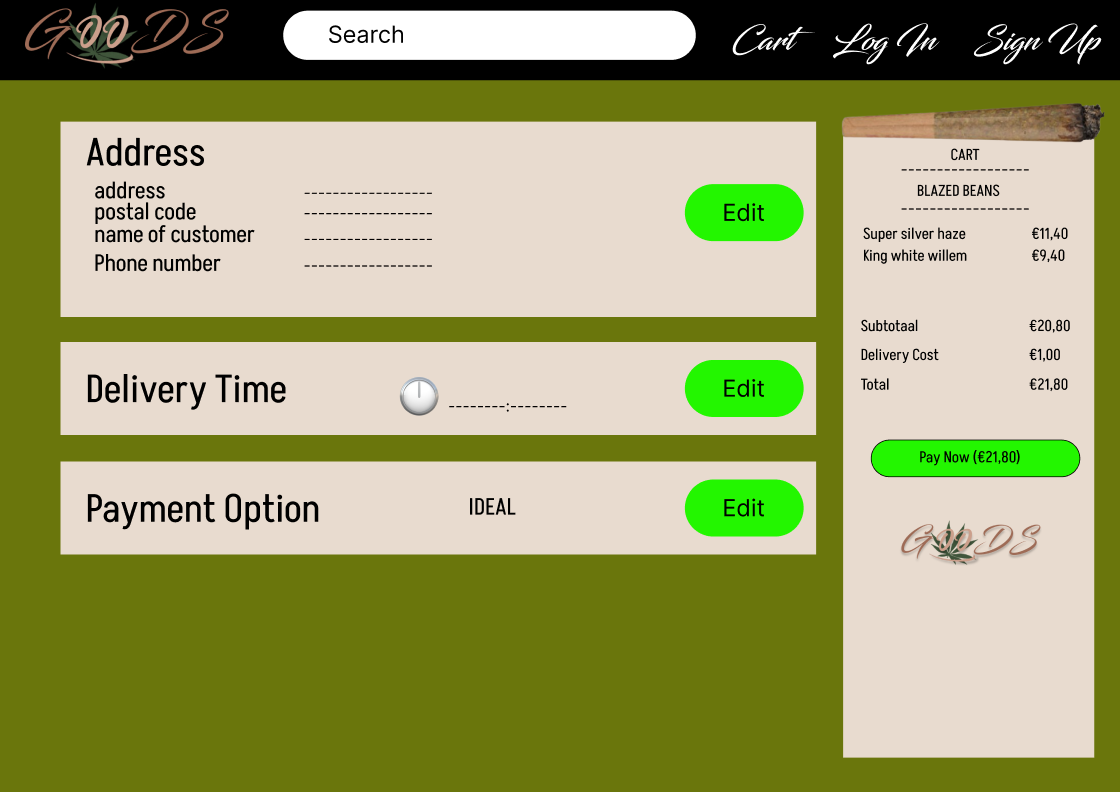 GOODS
Search
Cart
Log In
Sign Up
Address
address ------------------
postal code ------------------
name of customer ------------------
Phone number ------------------
Edit
Delivery Time
--------:--------
Edit
Payment Option
IDEAL
Edit
CART
------------------
BLAZED BEANS
------------------
Super silver haze €11,40
King white willem €9,40
Subtotaal €20,80
Delivery Cost €1,00
Total €21,80
Pay Now (€21,80)
GOODS